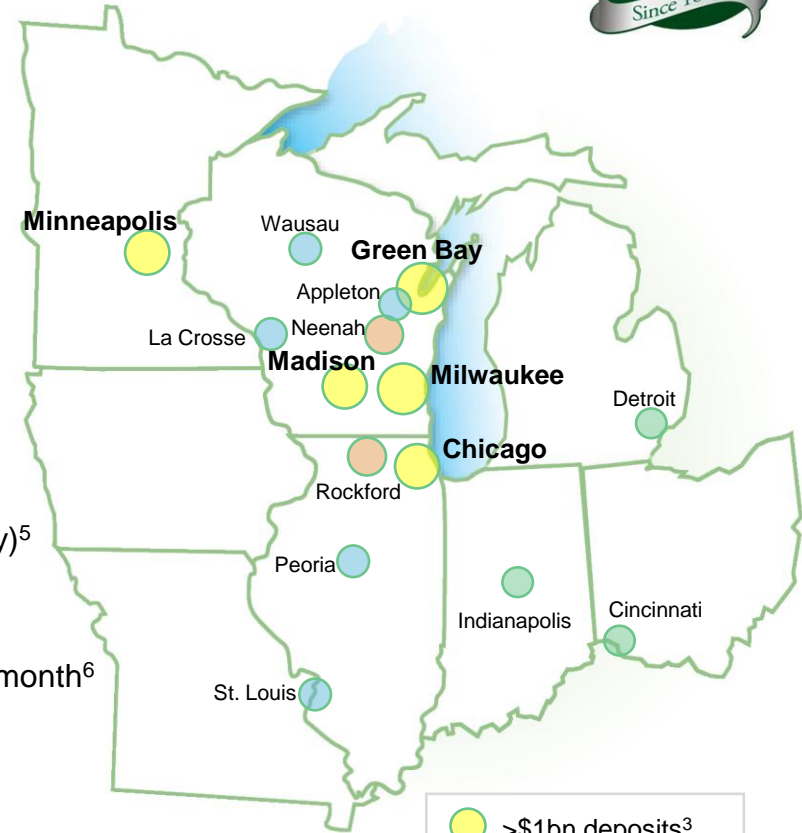 Since
Minneapolis
Wausau
Green Bay
Appleton
La Crosse
Neenah
Madison
Milwaukee
Detroit
Chicago
Rockford
y)5
Peoria
Indianapolis
Cincinnati
month6
St. Louis
>$1bn deposits3